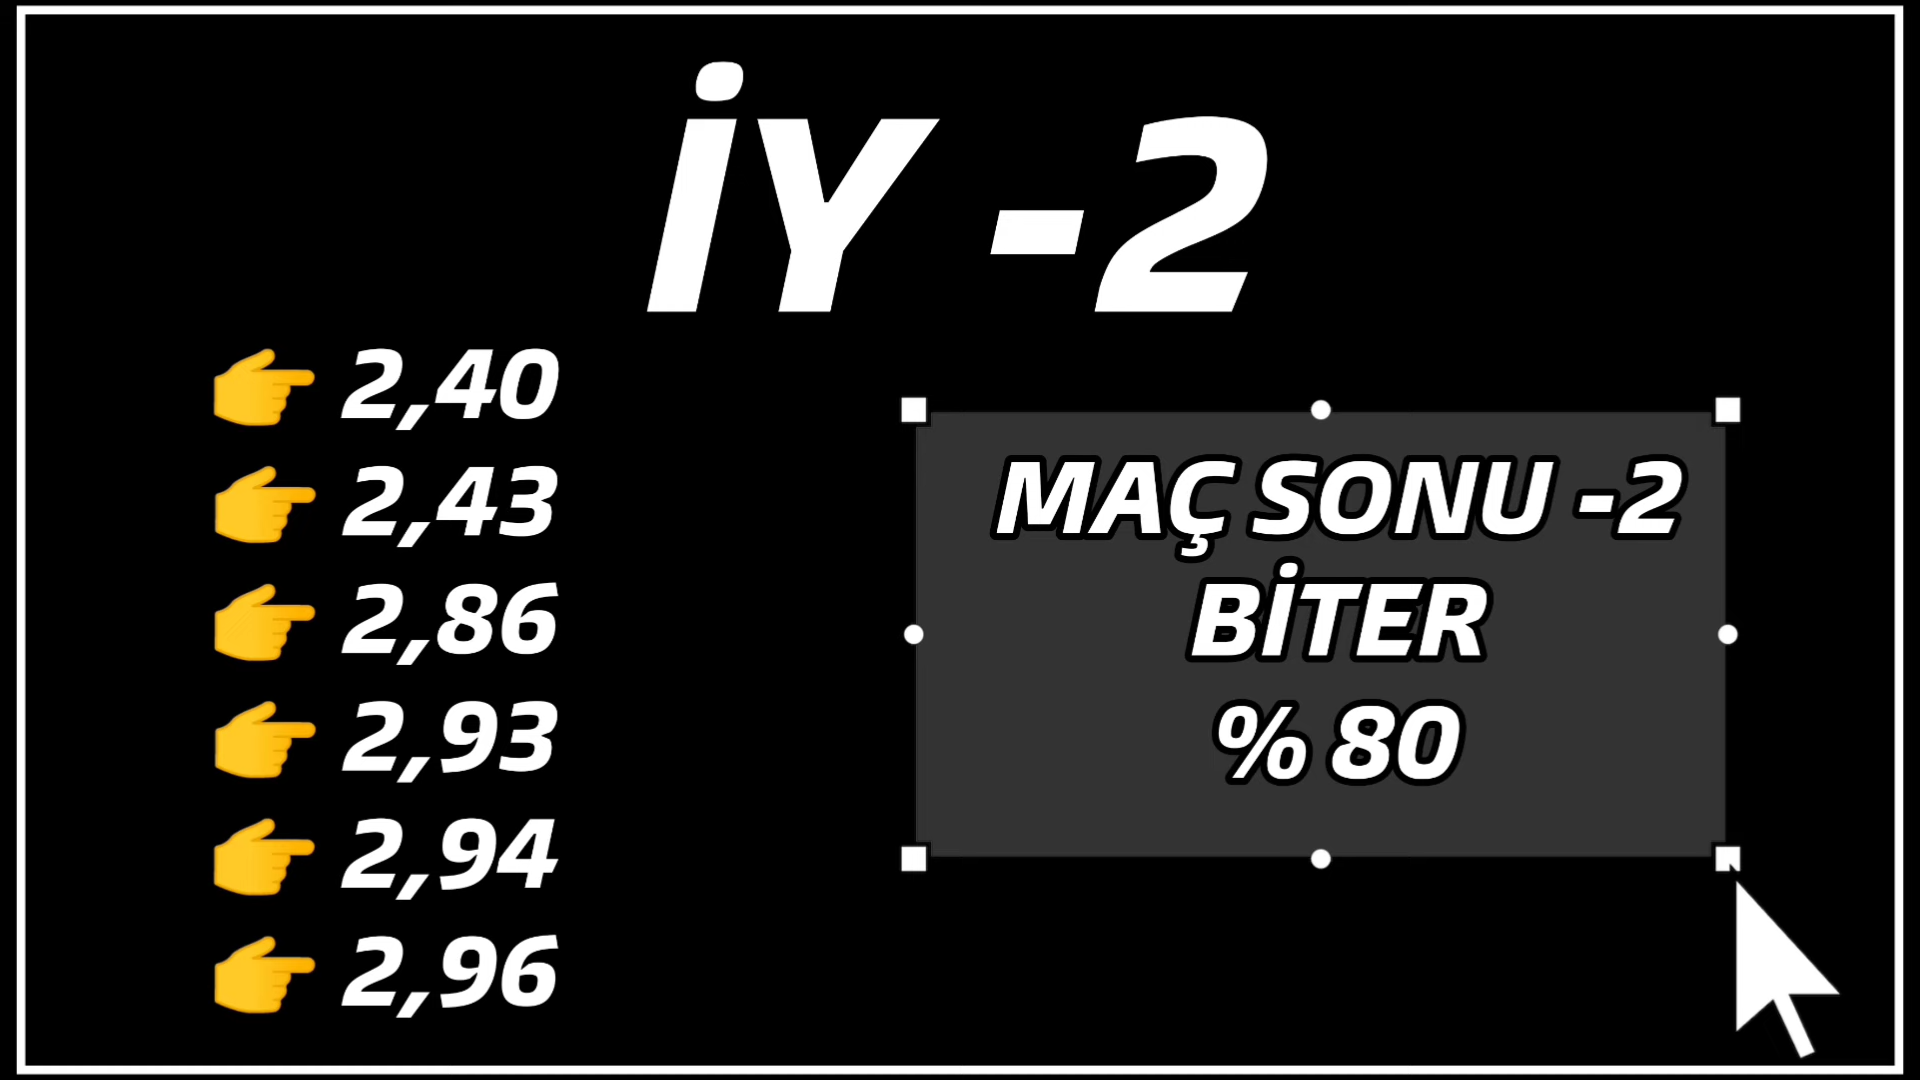 İY -2
👉 2,40
👉 2,43
👉 2,86
👉 2,93
👉 2,94
👉 2,96
MAÇ SONU -2
BİTER
% 80